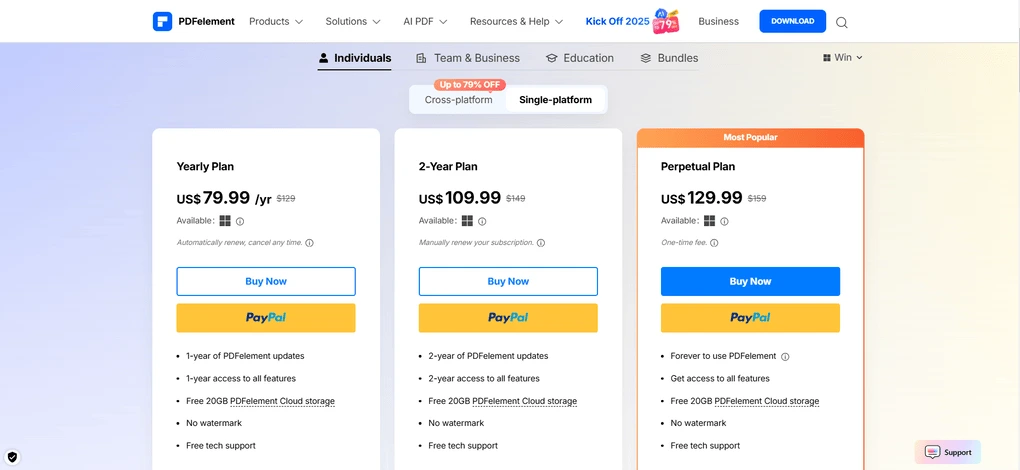 PDFelement Products Solutions AI PDF Resources & Help Kick Off 2025 79% Business DOWNLOAD
Individuals Team & Business Education Bundles Win
Up to 79% OFF
Cross-platform Single-platform
Most Popular
Yearly Plan
US$79.99 /yr $129
Available:
Automatically renew, cancel any time.
Buy Now
PayPal
1-year of PDFelement updates
1-year access to all features
Free 20GB PDFelement Cloud storage
No watermark
Free tech support
2-Year Plan
US$109.99 $149
Available:
Manually renew your subscription.
Buy Now
PayPal
2-year of PDFelement updates
2-year access to all features
Free 20GB PDFelement Cloud storage
No watermark
Free tech support
Perpetual Plan
US$129.99 $159
Available:
One-time fee.
Buy Now
PayPal
Forever to use PDFelement
Get access to all features
Free 20GB PDFelement Cloud storage
No watermark
Free tech support
Support